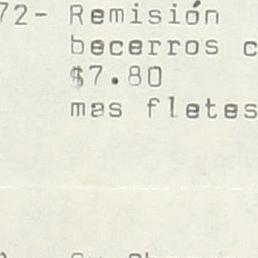 72- Remisión
becerros c
$7.80
mas fletes